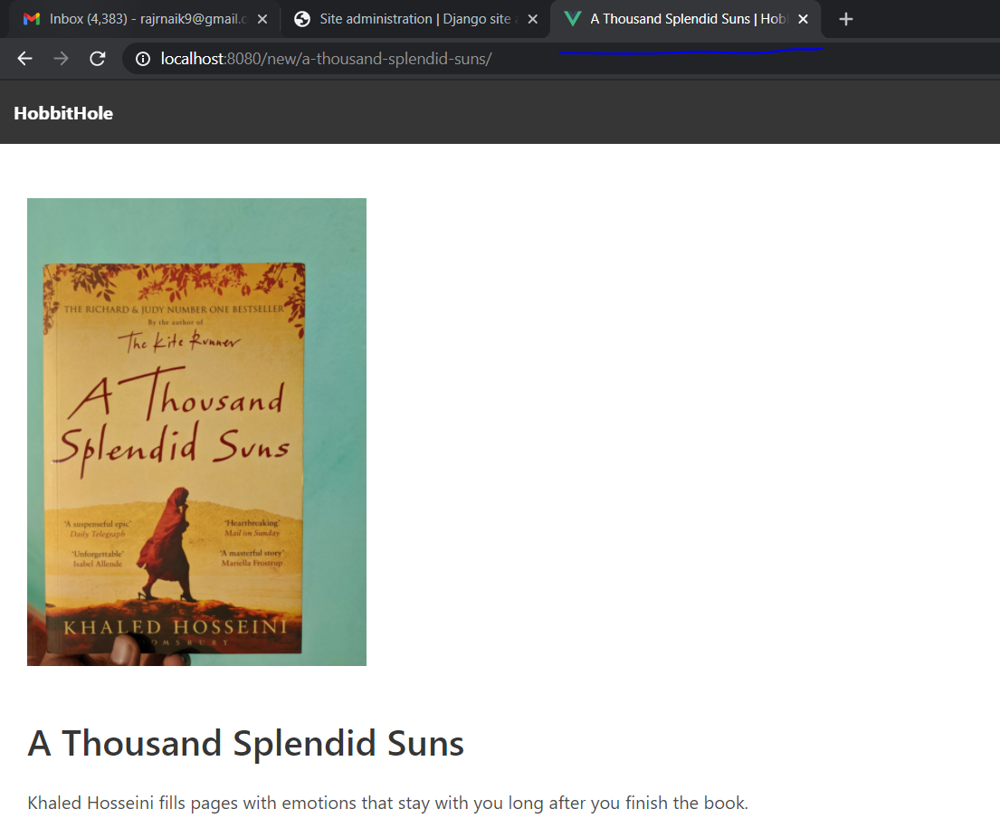 Inbox (4,383) - rajrnaik9@gmail.c
Site administration | Django site a
A Thousand Splendid Suns | Hob
localhost:8080/new/a-thousand-splendid-suns/
HobbitHole
THE RICHARD & JUDY NUMBER ONE BESTSELLER
By the author of
The Kite Runner
A Thousand
Splendid Suns
'A suspenseful epic'
Daily Telegraph
'Heartbreaking'
Mail on Sunday
'Unforgettable'
Isabel Allende
'A masterful story'
Mariella Frostrup
KHALED HOSSEINI
OMSBURY
A Thousand Splendid Suns
Khaled Hosseini fills pages with emotions that stay with you long after you finish the book.